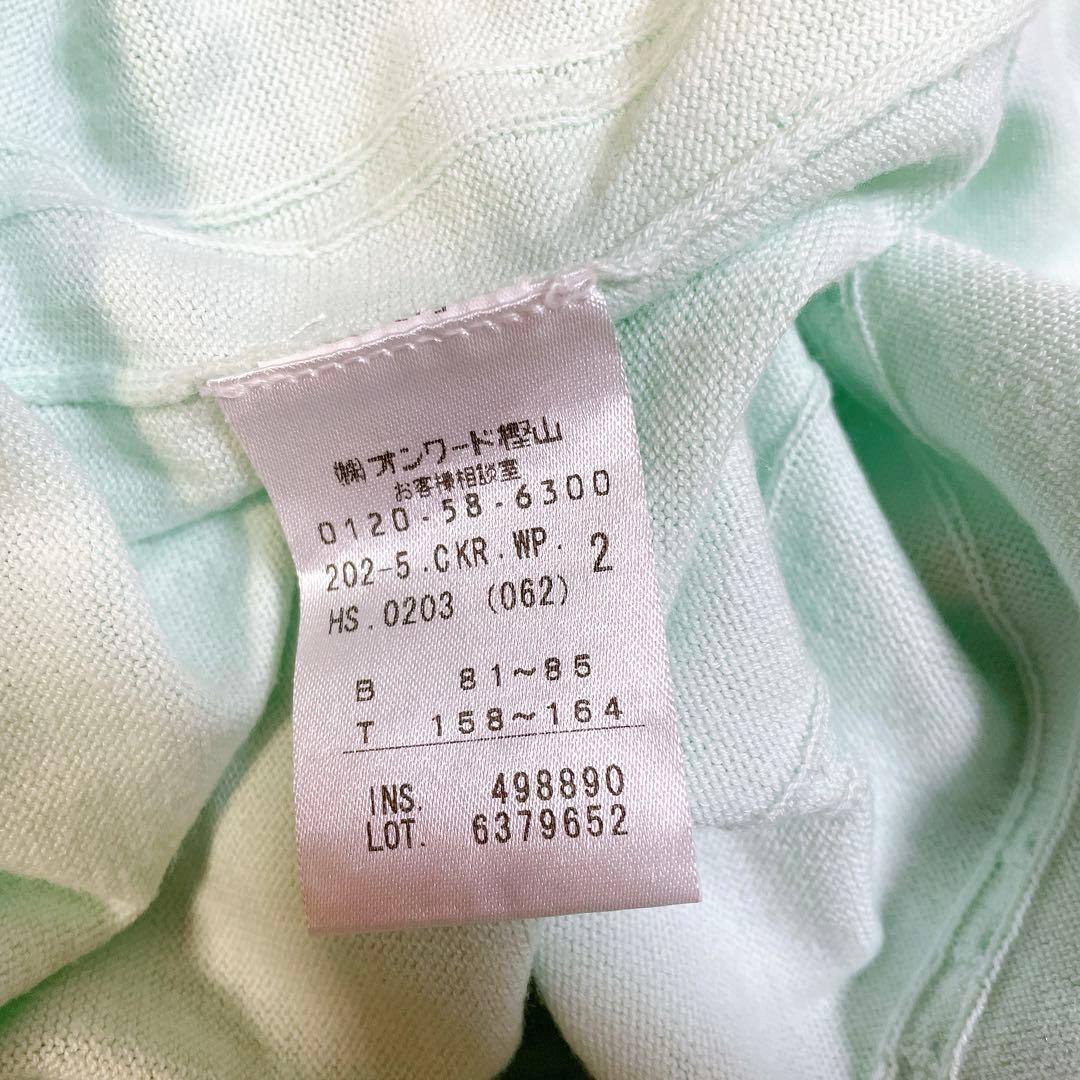 ㈱オンワード樫山
お客様相談室
0120-58-6300
202-5.CKR.WP. 2
HS.0203 (062)
B 81~85
T 158~164
INS. 498890
LOT. 6379652